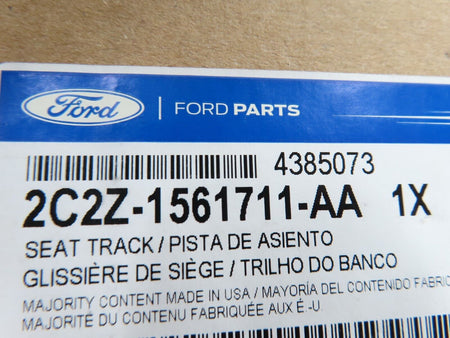 Ford | FORD PARTS
4385073
2C2Z-1561711-AA 1X
SEAT TRACK / PISTA DE ASIENTO
GLISSIÈRE DE SIÈGE / TRILHO DO BANCO
MAJORITY CONTENT MADE IN USA / MAYORÍA DEL CONTENIDO FABRIC
MAJORITÉ DU CONTENU FABRIQUÉE AUX É.-U